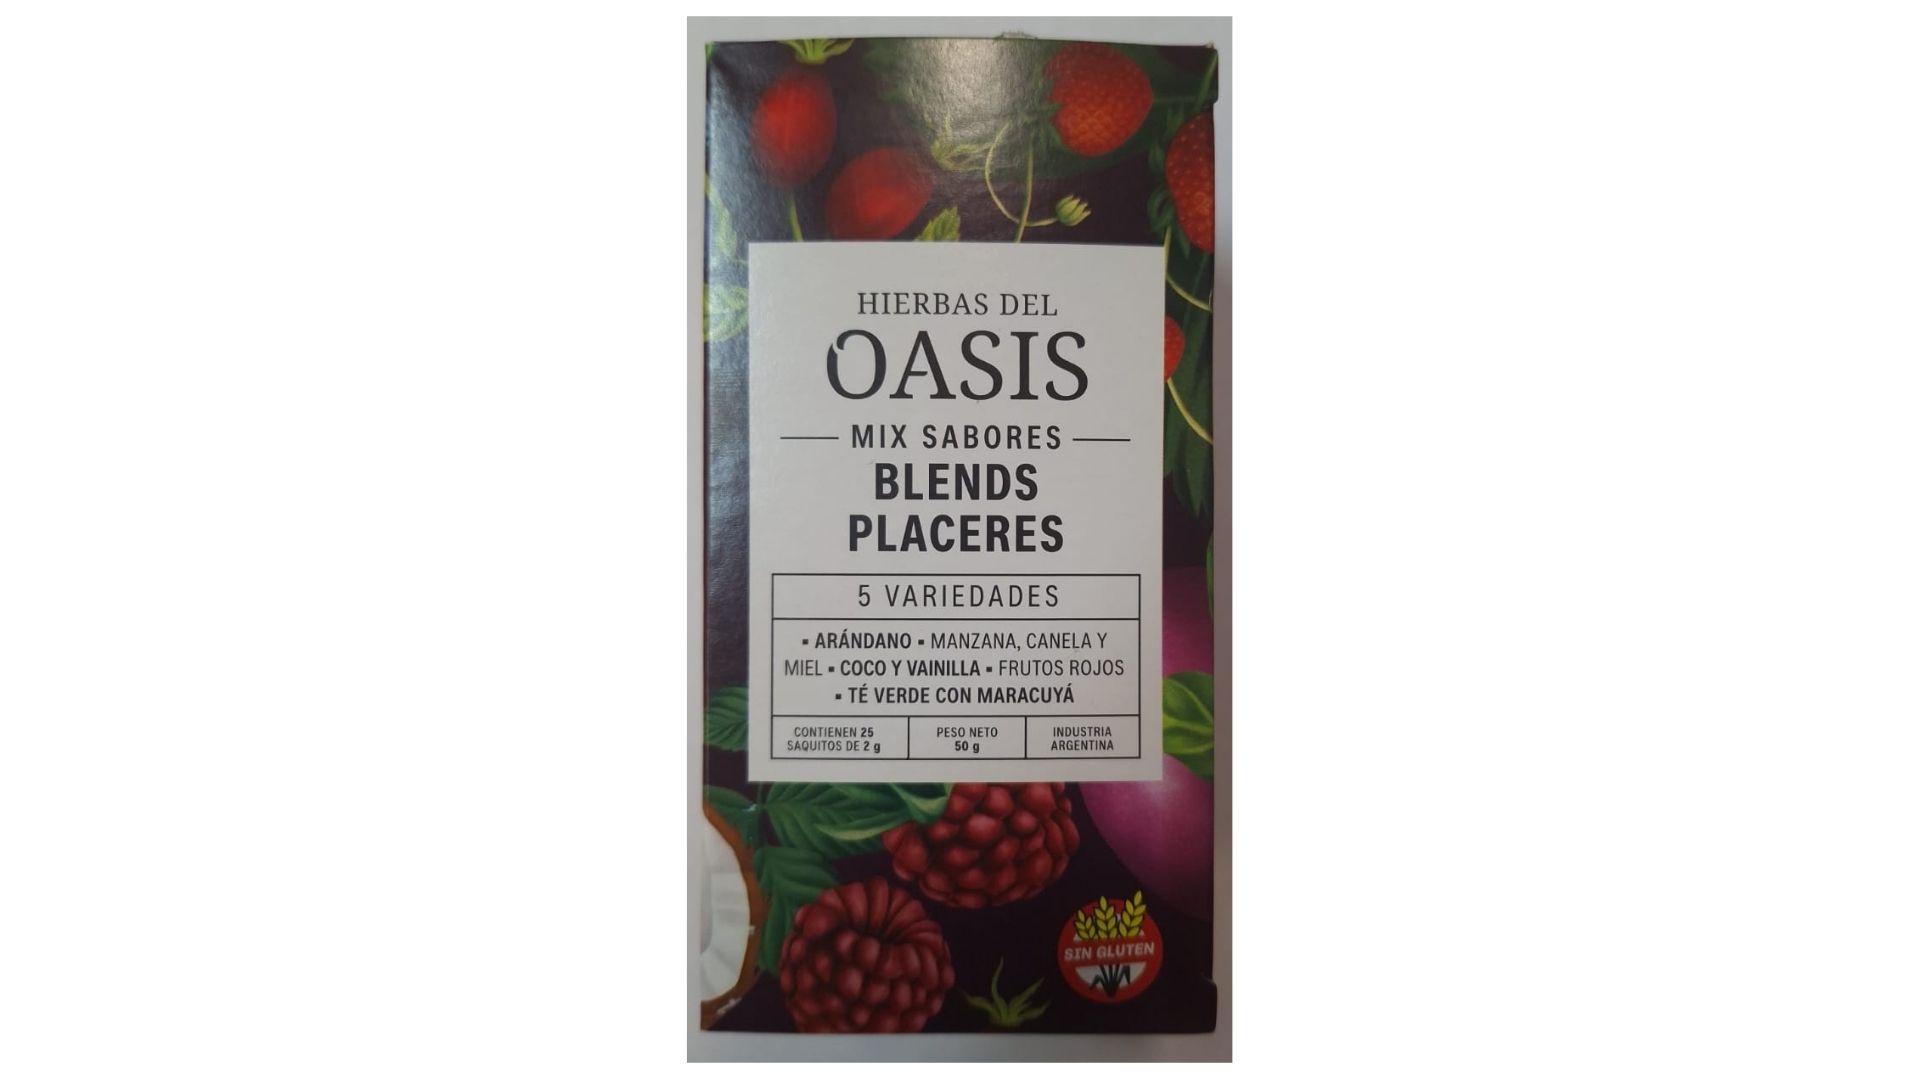 HIERBAS DEL
OASIS
MIX SABORES
BLENDS
PLACERES
5 VARIEDADES
▪ ARÁNDANO ▪ MANZANA, CANELA Y
MIEL ▪ COCO Y VAINILLA ▪ FRUTOS ROJOS
▪ TÉ VERDE CON MARACUYÁ
CONTIENEN 25
SAQUITOS DE 2 g
PESO NETO
50 g
INDUSTRIA
ARGENTINA
SIN GLUTEN